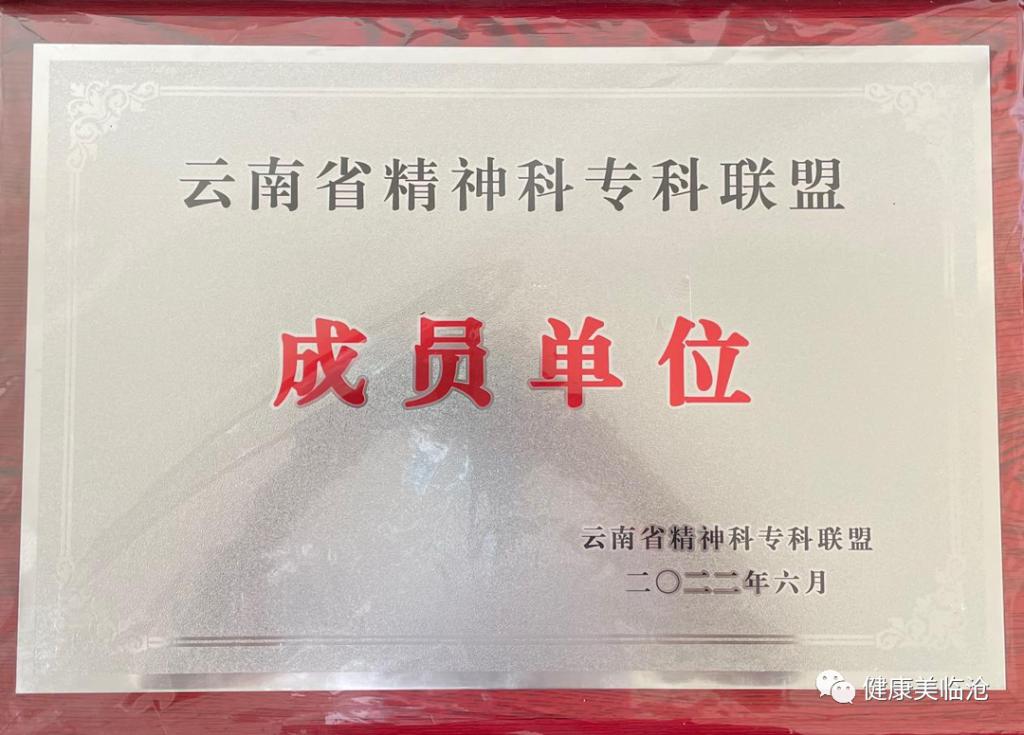 云南省精神科专科联盟
成员单位
云南省精神科专科联盟
二〇二二年六月
健康美临沧